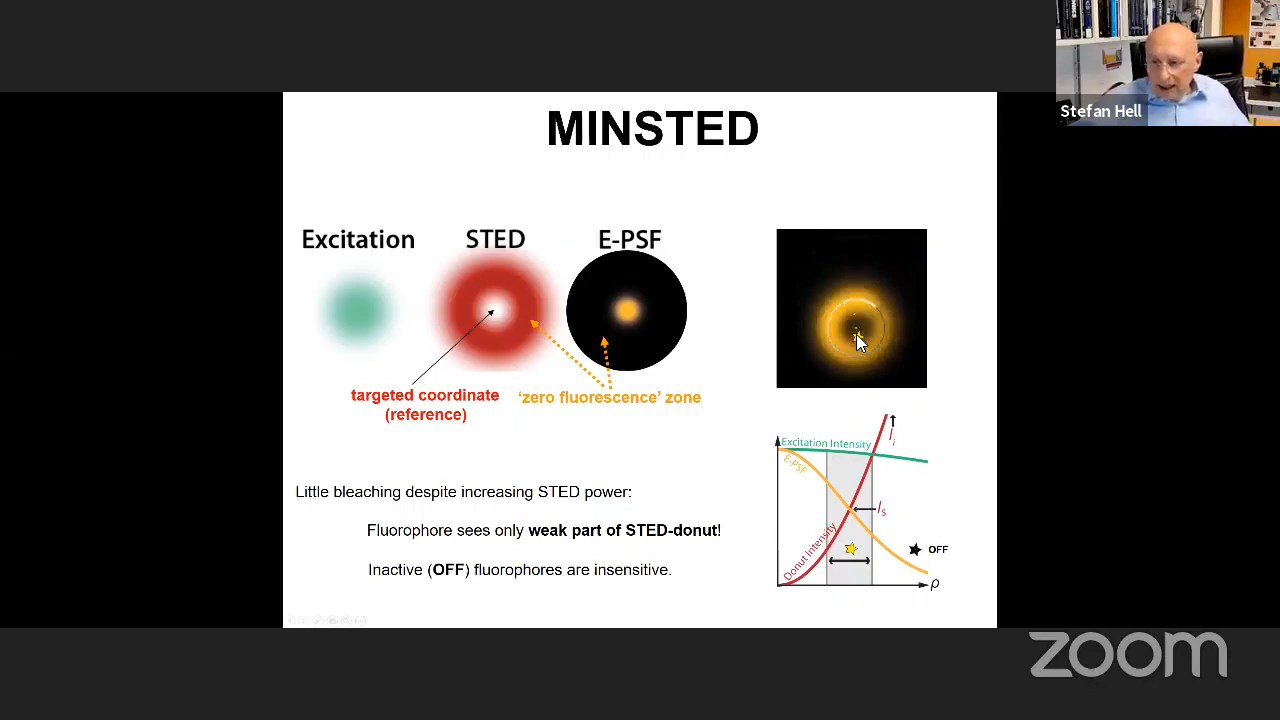 Stefan Hell
MINSTED
Excitation
STED
E-PSF
targeted coordinate
(reference)
‘zero fluorescence’ zone
Little bleaching despite increasing STED power:
Fluorophore sees only weak part of STED-donut!
Inactive (OFF) fluorophores are insensitive.
Excitation Intensity
E-PSF
Donut Intensity
Ii
Is
OFF
ρ
zoom